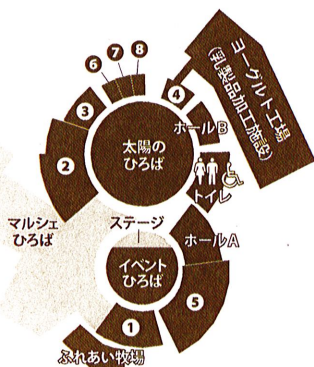 ヨーグルト工場
(乳製品加工施設)
⑥ ⑦ ⑧
④
③
ホールB
太陽の
ひろば
②
トイレ
マルシェ
ひろば
ステージ
ホールA
イベント
ひろば
⑤
①
ふれあい牧場